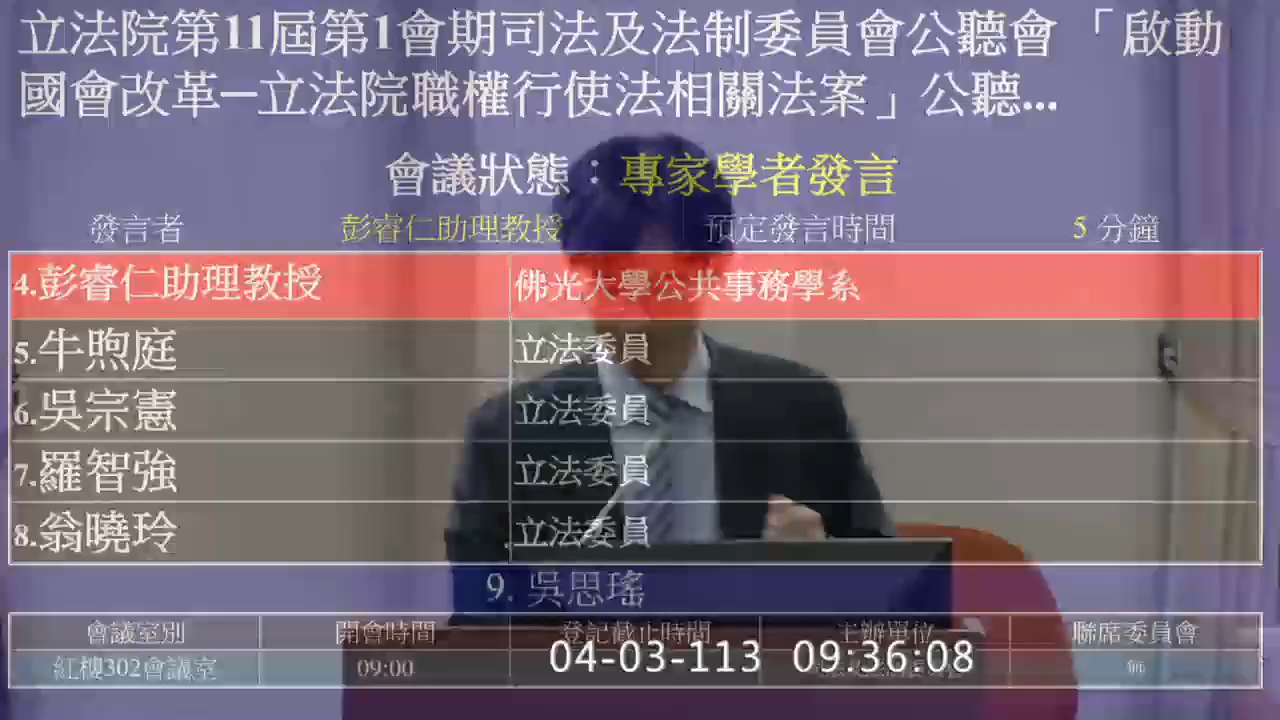 立法院第11屆第1會期司法及法制委員會公聽會「啟動
國會改革─立法院職權行使法相關法案」公聽...
會議狀態：專家學者發言
發言者 彭睿仁助理教授 預定發言時間 5 分鐘
4.彭睿仁助理教授 佛光大學公共事務學系
5.牛煦庭 立法委員
6.吳宗憲 立法委員
7.羅智強 立法委員
8.翁曉玲 立法委員
9. 吳思瑤
會議室別 開會時間 登記截止時間 主辦單位 聯席委員會
紅樓302會議室 09:00 無
04-03-113 09:36:08